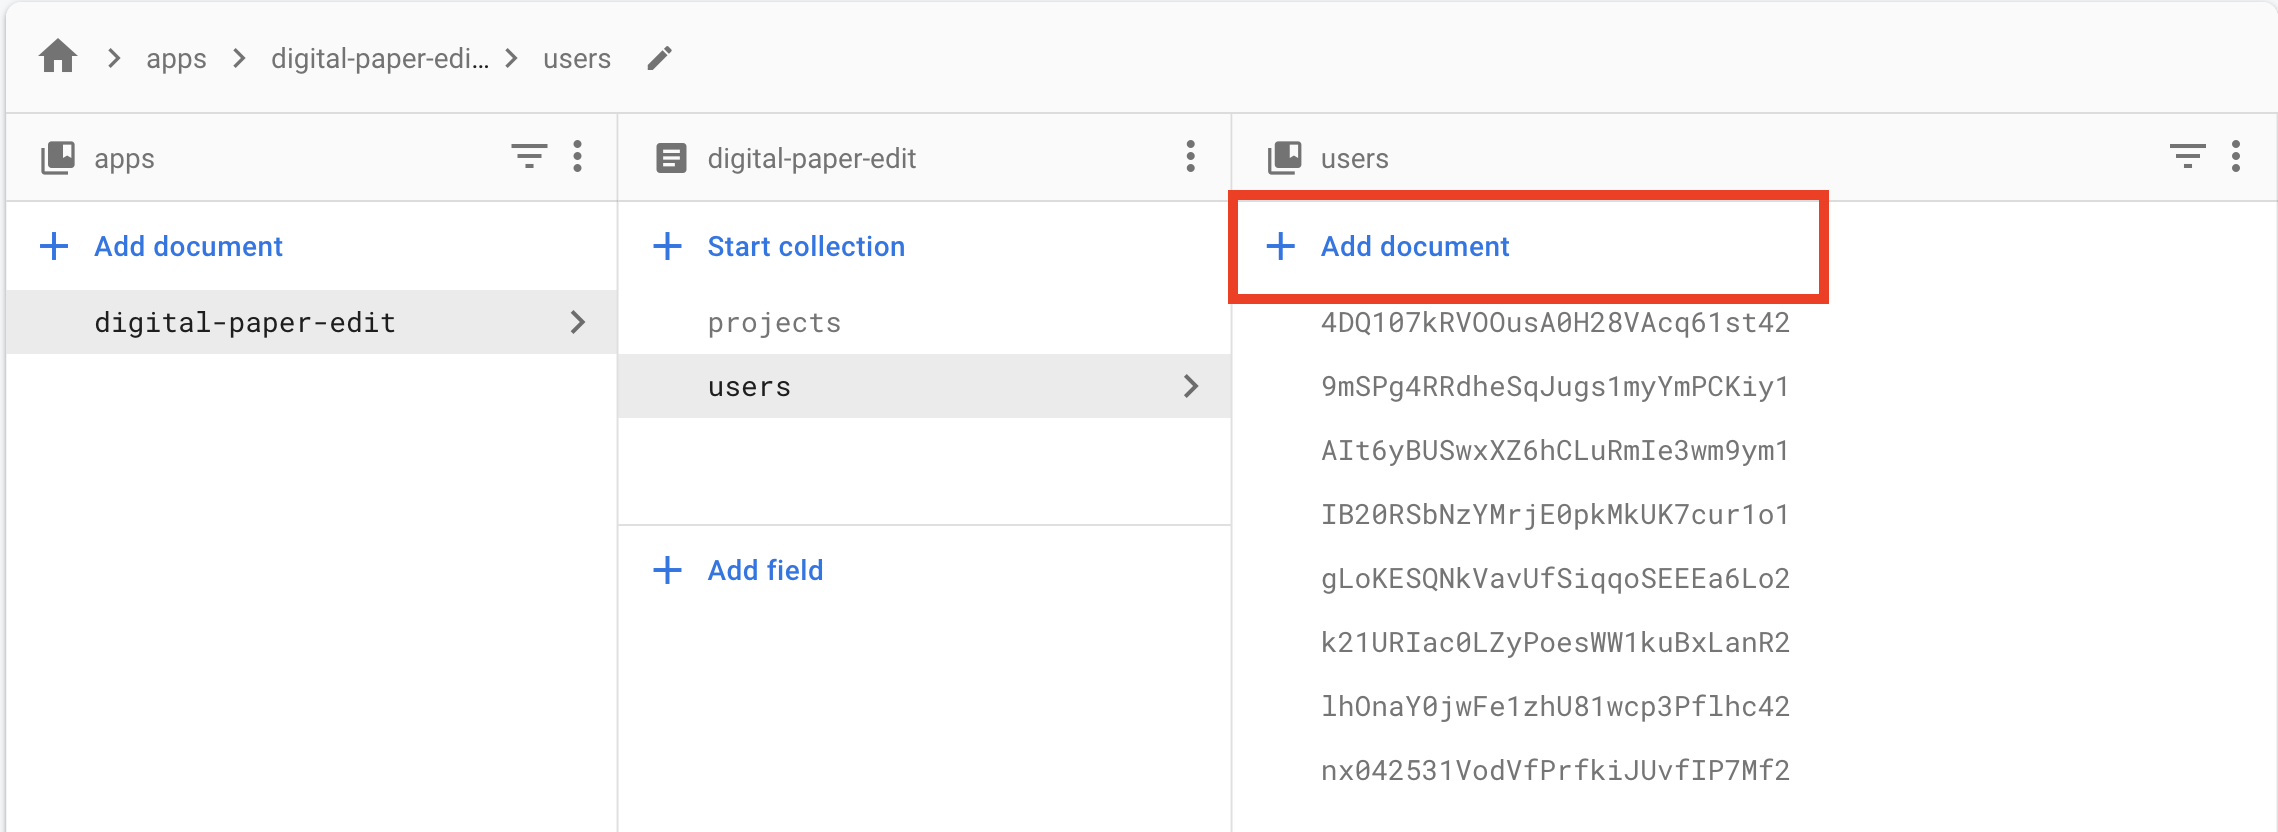 apps digital-paper-edi... users
apps
Add document
digital-paper-edit
digital-paper-edit
Start collection
projects
users
Add field
users
Add document
4DQ107kRVOOusA0H28VAcq61st42
9mSPg4RRdheSqJugs1myYmPCKiy1
AIt6yBUSwxXZ6hCLuRmIe3wm9ym1
IB20RSbNzYMrjE0pkMkUK7cur1o1
gLoKESQNkVavUfSiqqoSEEEa6Lo2
k21URIac0LZyPoesWW1kuBxLanR2
lhOnaY0jwFe1zhU81wcp3Pflhc42
nx042531VodVfPrfkiJUvfIP7Mf2